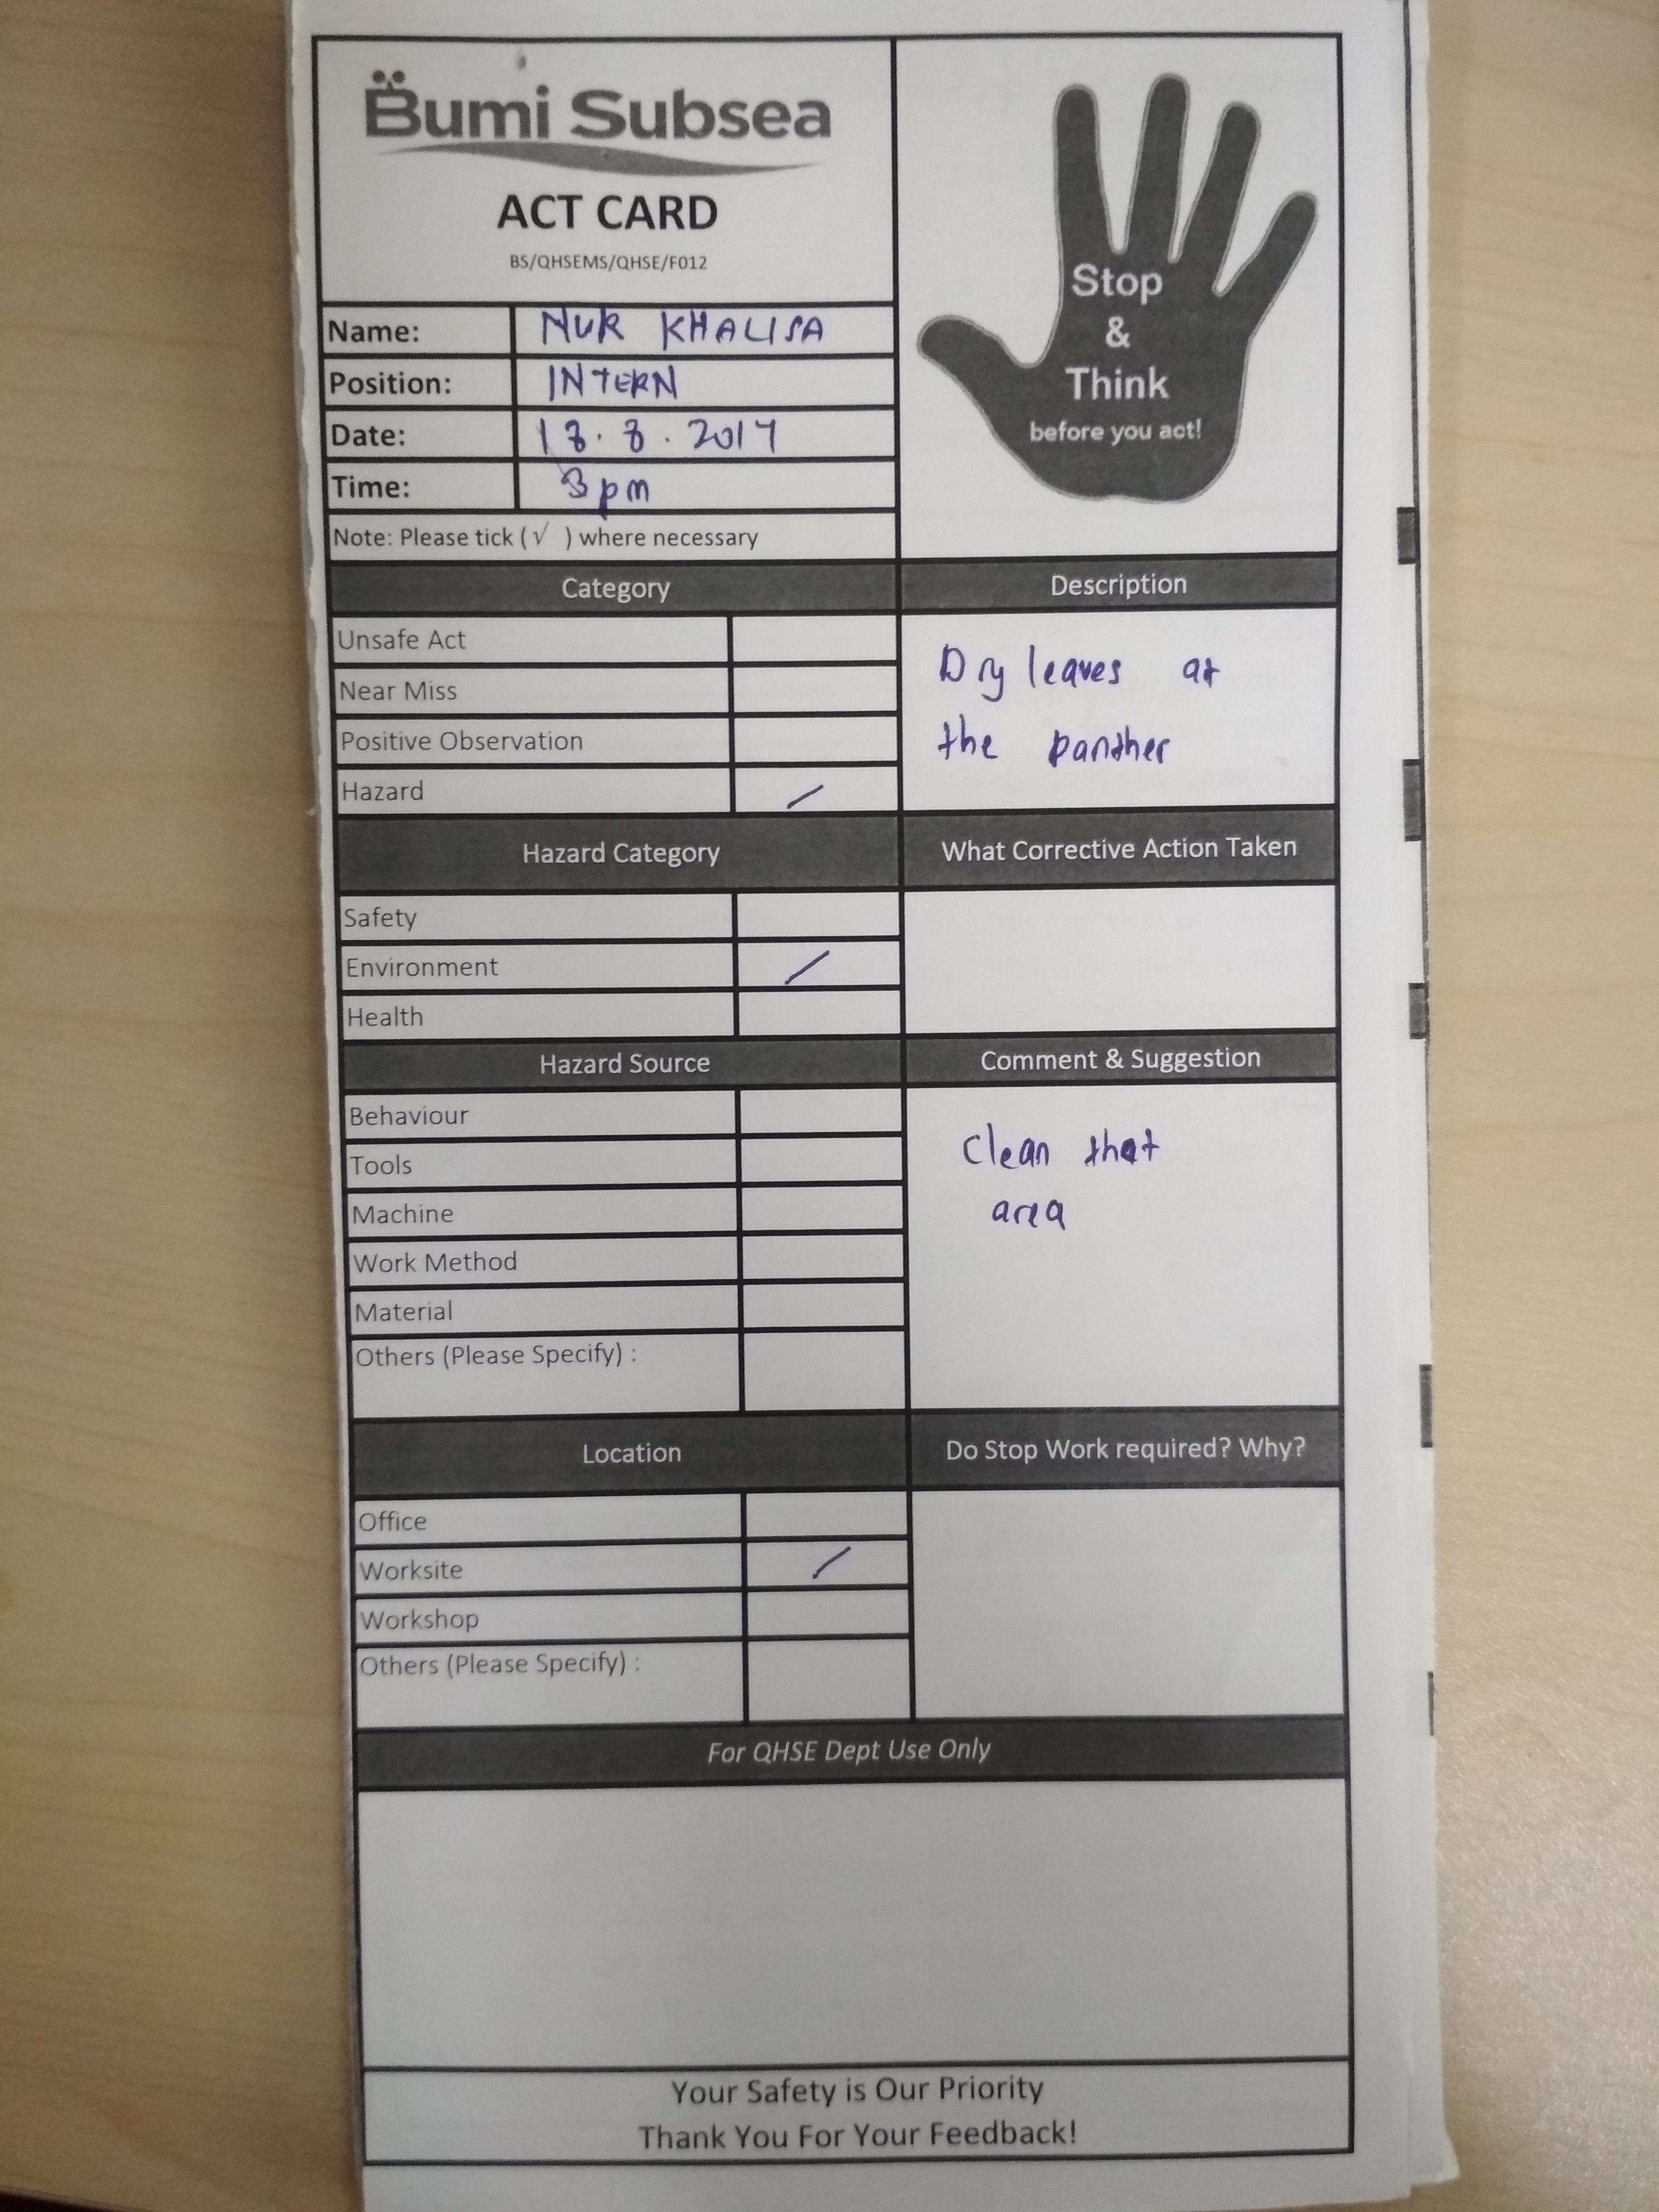 Bumi Subsea
ACT CARD
BS/QHSEMS/QHSE/F012
Stop
&
Think
before you act!
Name: NUR KHALISA
Position: INTERN
Date: 18.8.2019
Time: 3pm
Note: Please tick (√ ) where necessary
Category
Unsafe Act
Near Miss
Positive Observation
Hazard /
Description
Dry leaves at
the panther
Hazard Category
Safety
Environment /
Health
What Corrective Action Taken
Hazard Source
Behaviour
Tools
Machine
Work Method
Material
Others (Please Specify) :
Comment & Suggestion
Clean that
area
Location
Office
Worksite /
Workshop
Others (Please Specify) :
Do Stop Work required? Why?
For QHSE Dept Use Only
Your Safety is Our Priority
Thank You For Your Feedback!